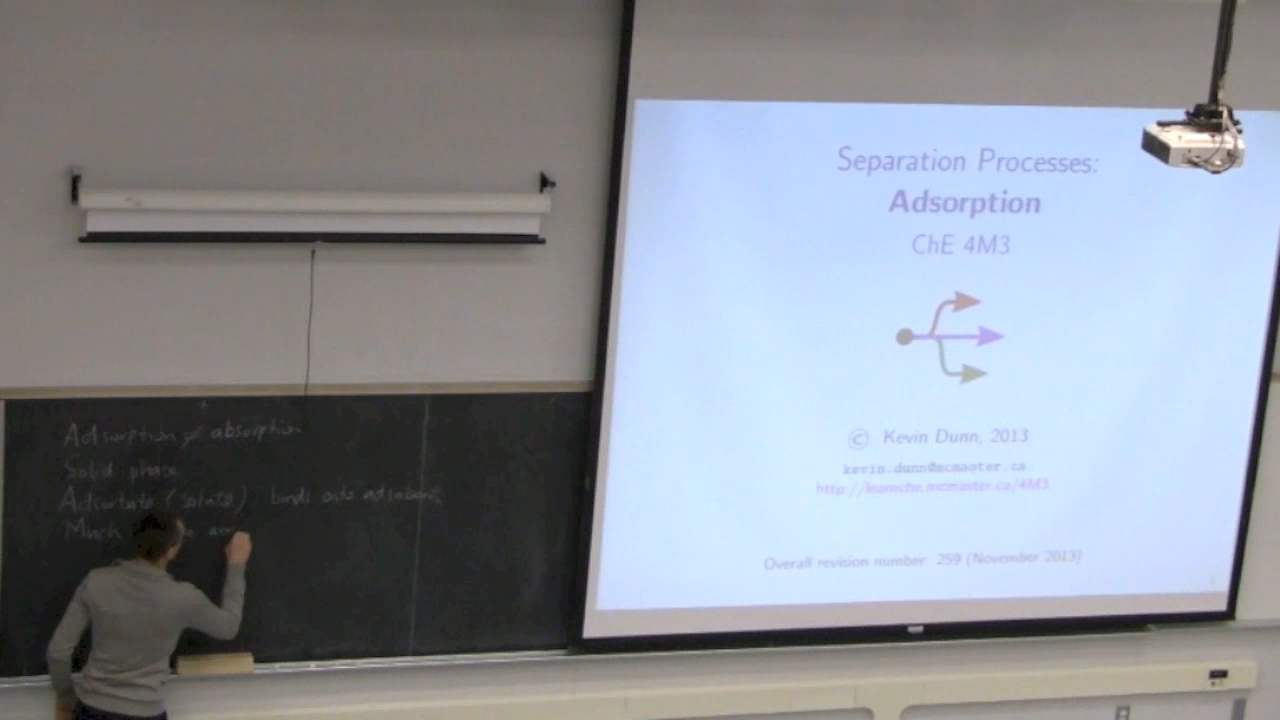 Adsorption ≠ absorption
Solid phase
Adsorbate (solute) binds onto adsorbent
Much
Separation Processes:
Adsorption
ChE 4M3
© Kevin Dunn, 2013
kevin.dunn@mcmaster.ca
http://learnche.mcmaster.ca/4M3
Overall revision number 259 (November 2013)